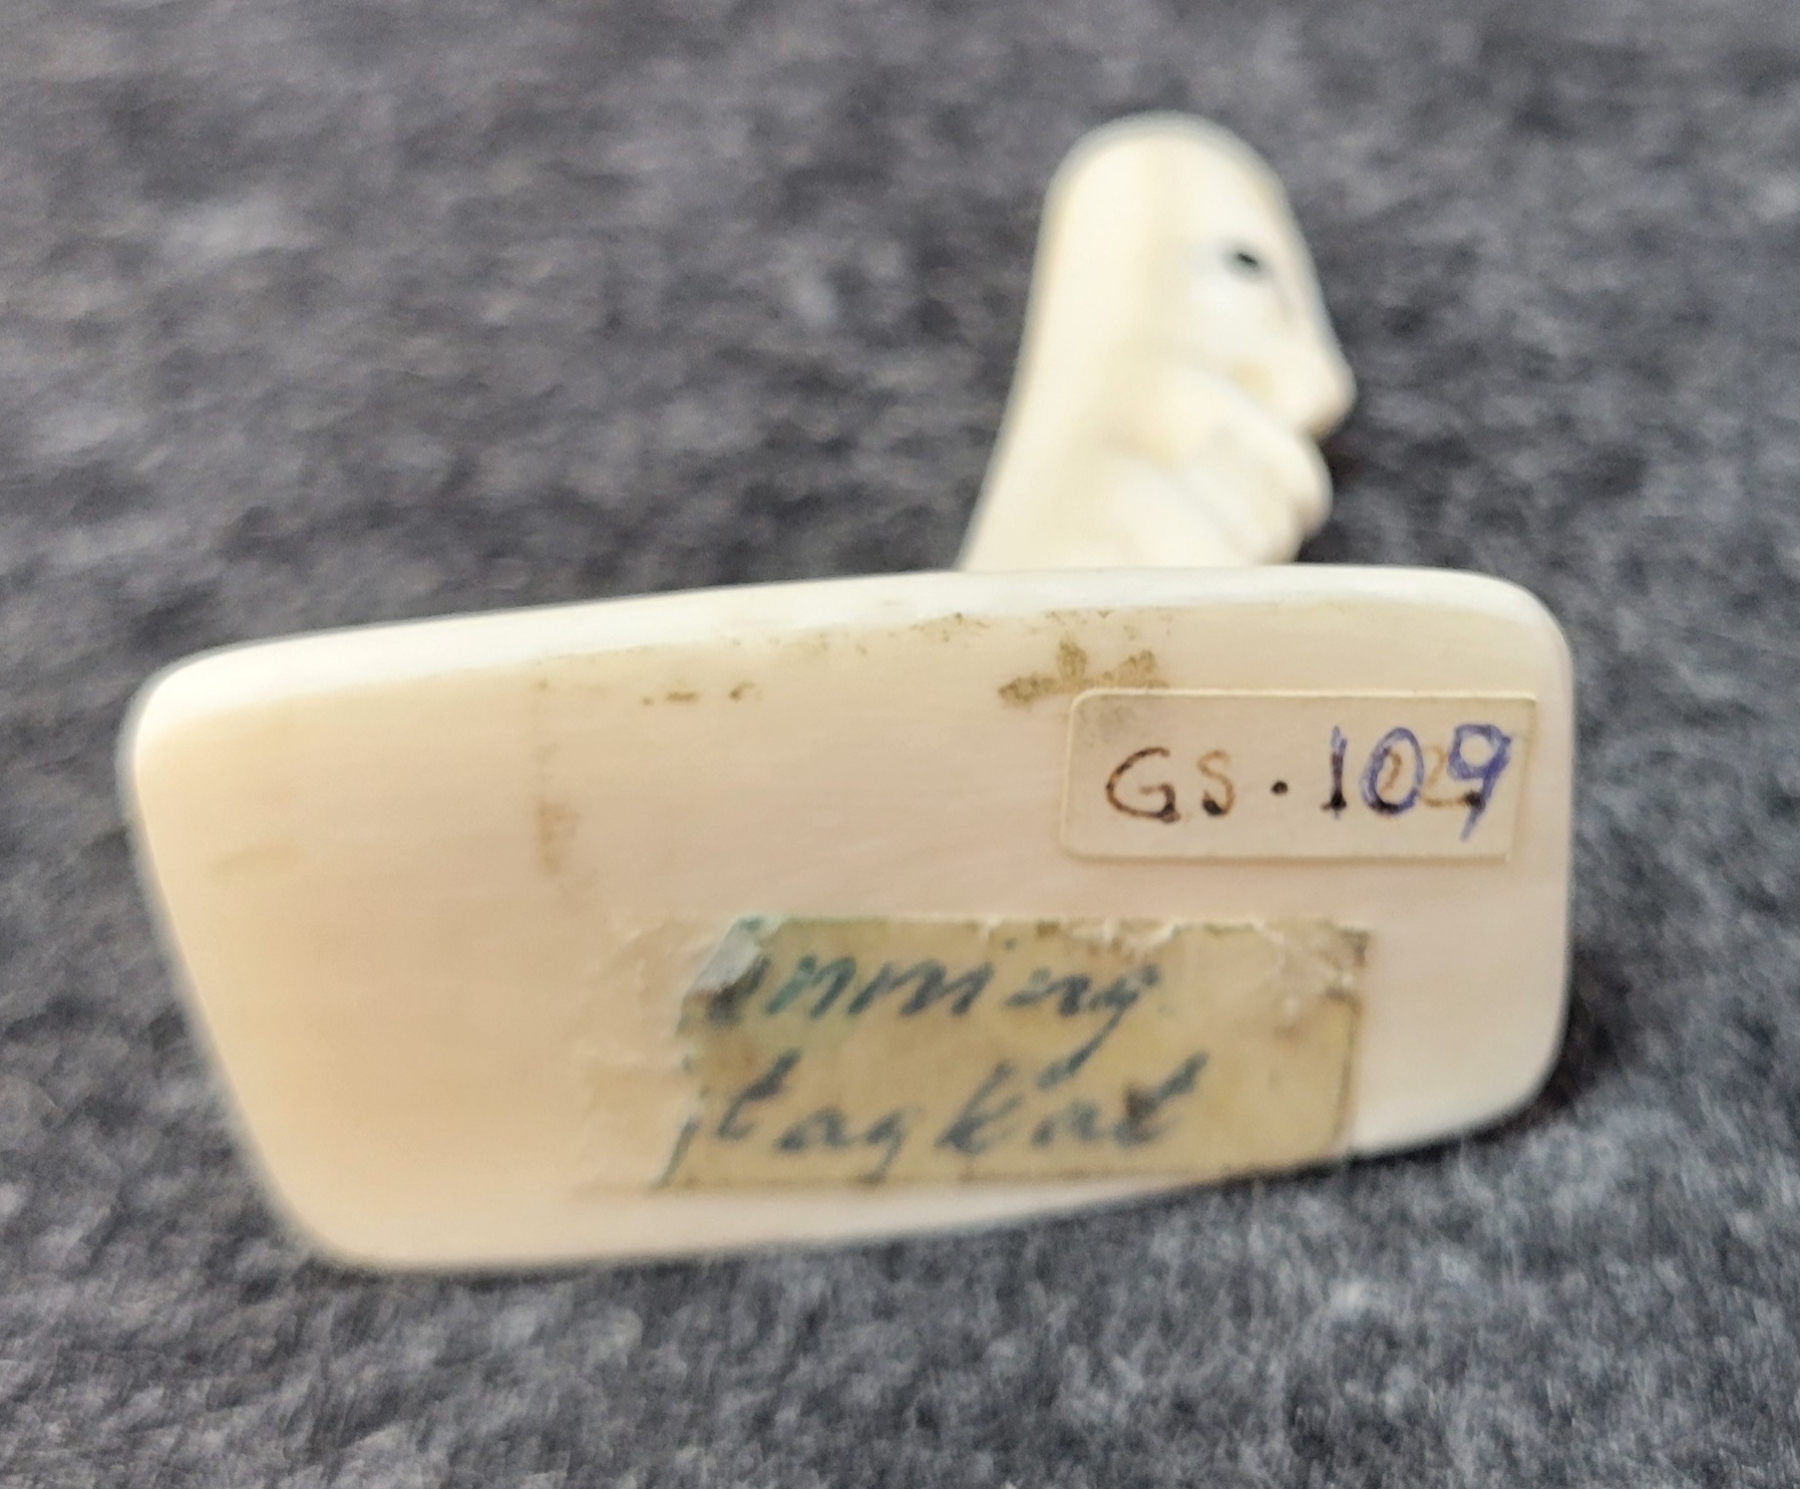 GS. 109
nning
tagkat